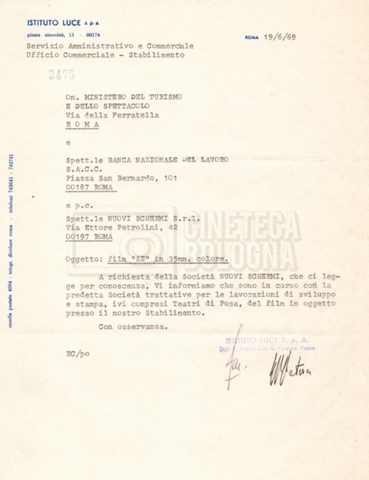 ISTITUTO LUCE s.p.a.
piazza cinecittà, 11 - 00174
ROMA 19/6/69
Servizio Amministrativo e Commerciale
Ufficio Commerciale - Stabilimento
3475
On. MINISTERO DEL TURISMO
E DELLO SPETTACOLO
Via della Ferratella
ROMA
e
Spett.le BANCA NAZIONALE DEL LAVORO
S.A.C.C.
Piazza San Bernardo, 101
00187 ROMA
e p.c.
Spett.le NUOVI SCHERMI S.r.l.
Via Ettore Petrolini, 42
00197 ROMA
Oggetto: film "SE" in 35mm. colore.
A richiesta della Società NUOVI SCHERMI, che ci leg-
ge per conoscenza, Vi informiamo che sono in corso con la
predetta Società trattative per le lavorazioni di sviluppo
e stampa, ivi compresi Teatri di Posa, del film in oggetto
presso il nostro Stabilimento.
Con osservanza.
ISTITUTO LUCE S. p. A.
RC/po
CINETECA
BOLOGNA